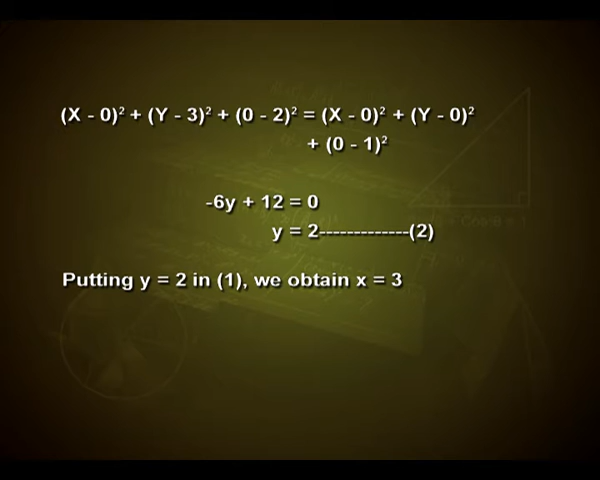 (X - 0)² + (Y - 3)² + (0 - 2)² = (X - 0)² + (Y - 0)²
+ (0 - 1)²
-6y + 12 = 0
y = 2-------------(2)
Putting y = 2 in (1), we obtain x = 3